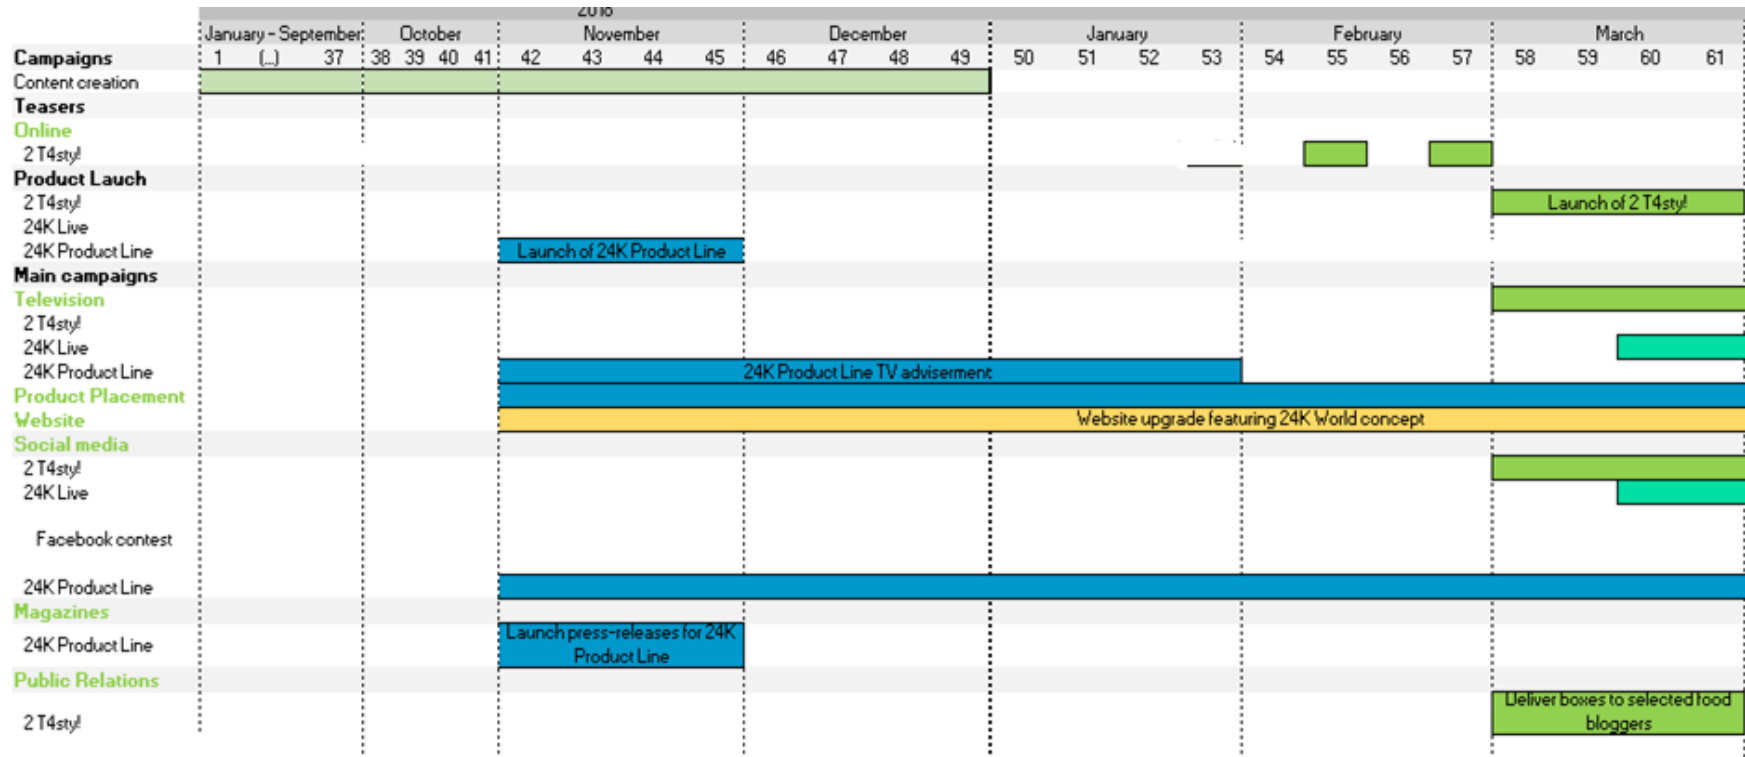 2018
January - September October November December January February March
Campaigns 1 (...) 37 38 39 40 41 42 43 44 45 46 47 48 49 50 51 52 53 54 55 56 57 58 59 60 61
Content creation
Teasers
Online
2 T4sty!
Product Lauch
2 T4sty! Launch of 2 T4sty!
24K Live
24K Product Line Launch of 24K Product Line
Main campaigns
Television
2 T4sty!
24K Live
24K Product Line 24K Product Line TV adviserment
Product Placement
Website Website upgrade featuring 24K World concept
Social media
2 T4sty!
24K Live
Facebook contest
24K Product Line
Magazines
24K Product Line Launch press-releases for 24K
Product Line
Public Relations
2 T4sty! Deliver boxes to selected food
bloggers